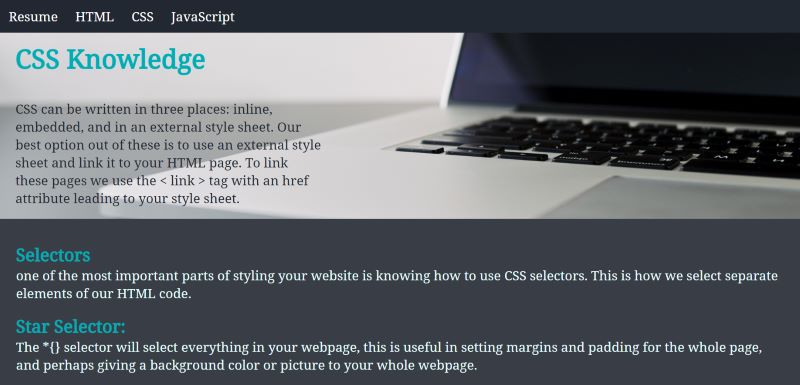 Resume HTML CSS JavaScript
CSS Knowledge
CSS can be written in three places: inline,
embedded, and in an external style sheet. Our
best option out of these is to use an external style
sheet and link it to your HTML page. To link
these pages we use the < link > tag with an href
attribute leading to your style sheet.
Selectors
one of the most important parts of styling your website is knowing how to use CSS selectors. This is how we select separate
elements of our HTML code.
Star Selector:
The *{} selector will select everything in your webpage, this is useful in setting margins and padding for the whole page,
and perhaps giving a background color or picture to your whole webpage.